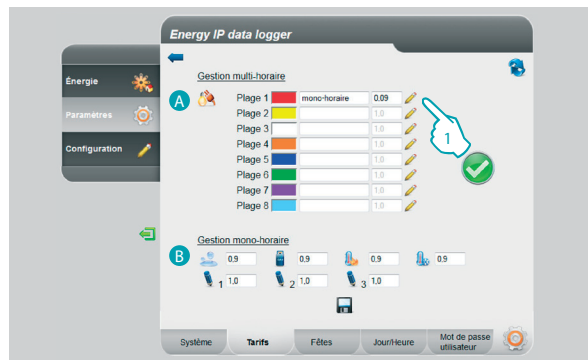 Energy IP data logger
Énergie
Paramètres
Configuration
Gestion multi-horaire
A
Plage 1 mono-horaire 0.09
1
Plage 2 1,0
Plage 3 1,0
Plage 4 1,0
Plage 5 1,0
Plage 6 1,0
Plage 7 1,0
Plage 8 1,0
Gestion mono-horaire
B
0,9 0,9 0,9 0,9
1 1,0 2 1,0 3 1,0
Système Tarifs Fêtes Jour/Heure Mot de passe
utilisateur